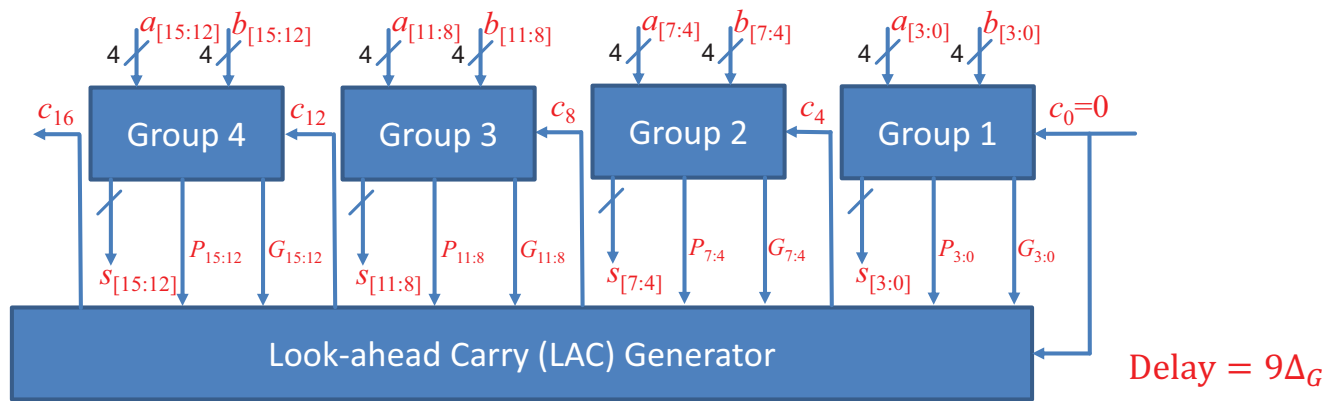 a[15:12] b[15:12] a[11:8] b[11:8] a[7:4] b[7:4] a[3:0] b[3:0]
4 4 4 4 4 4 4 4
c16 c12 c8 c4 c0=0
Group 4 Group 3 Group 2 Group 1
P15:12 G15:12 P11:8 G11:8 P7:4 G7:4 P3:0 G3:0
s[15:12] s[11:8] s[7:4] s[3:0]
Look-ahead Carry (LAC) Generator
Delay = 9ΔG